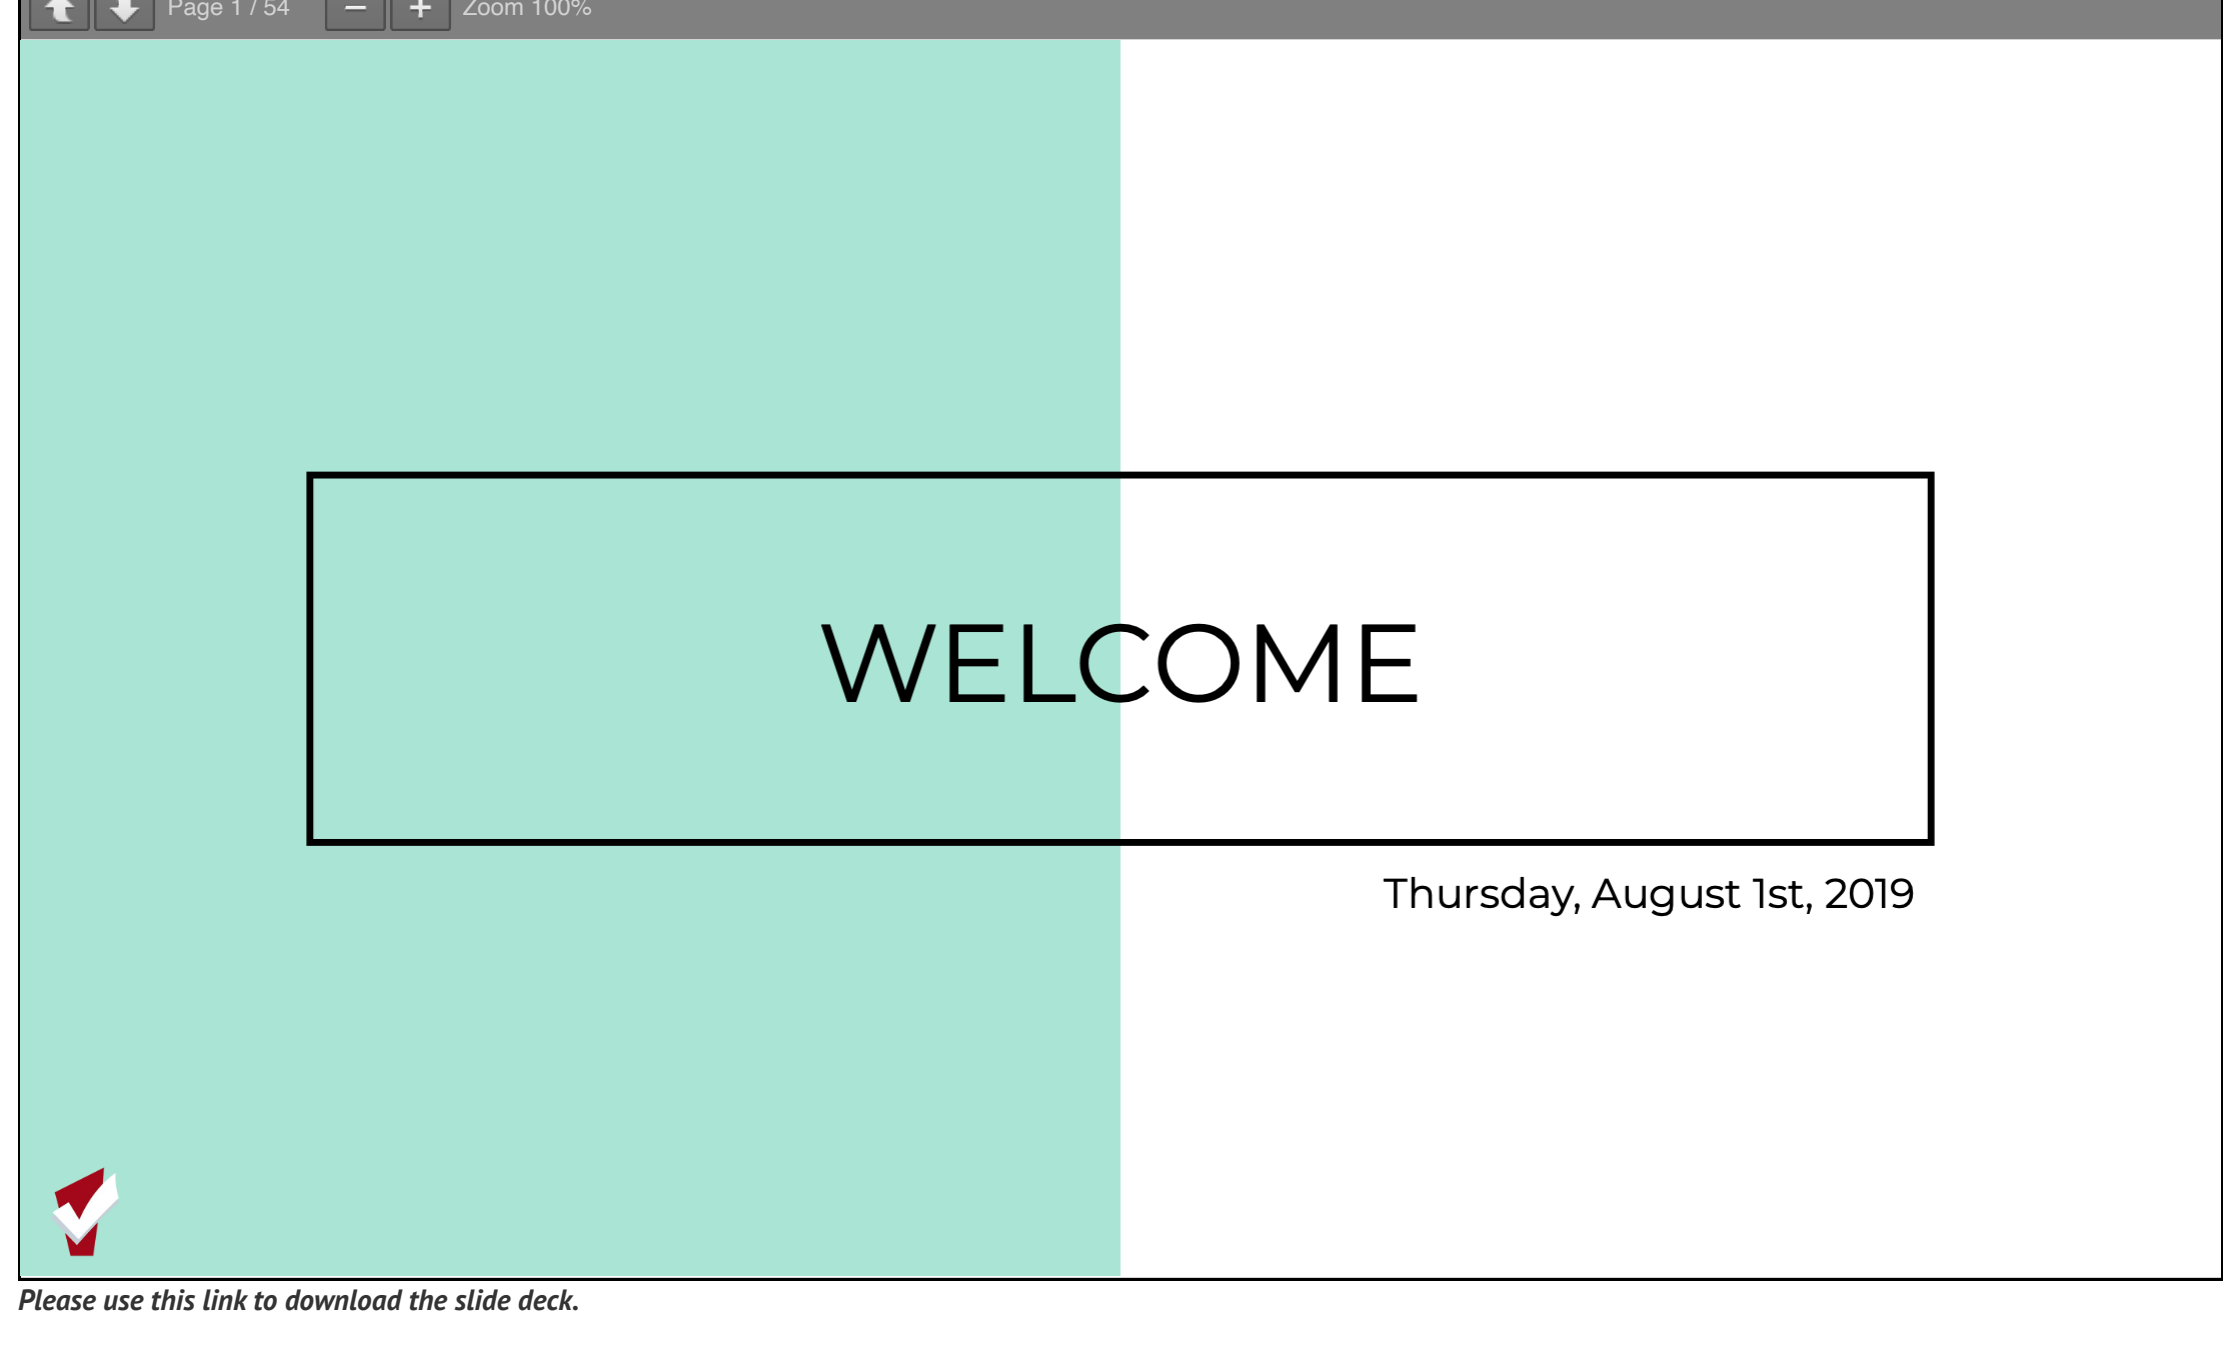 Page 1 / 54 Zoom 100%
WELCOME
Thursday, August 1st, 2019
Please use this link to download the slide deck.